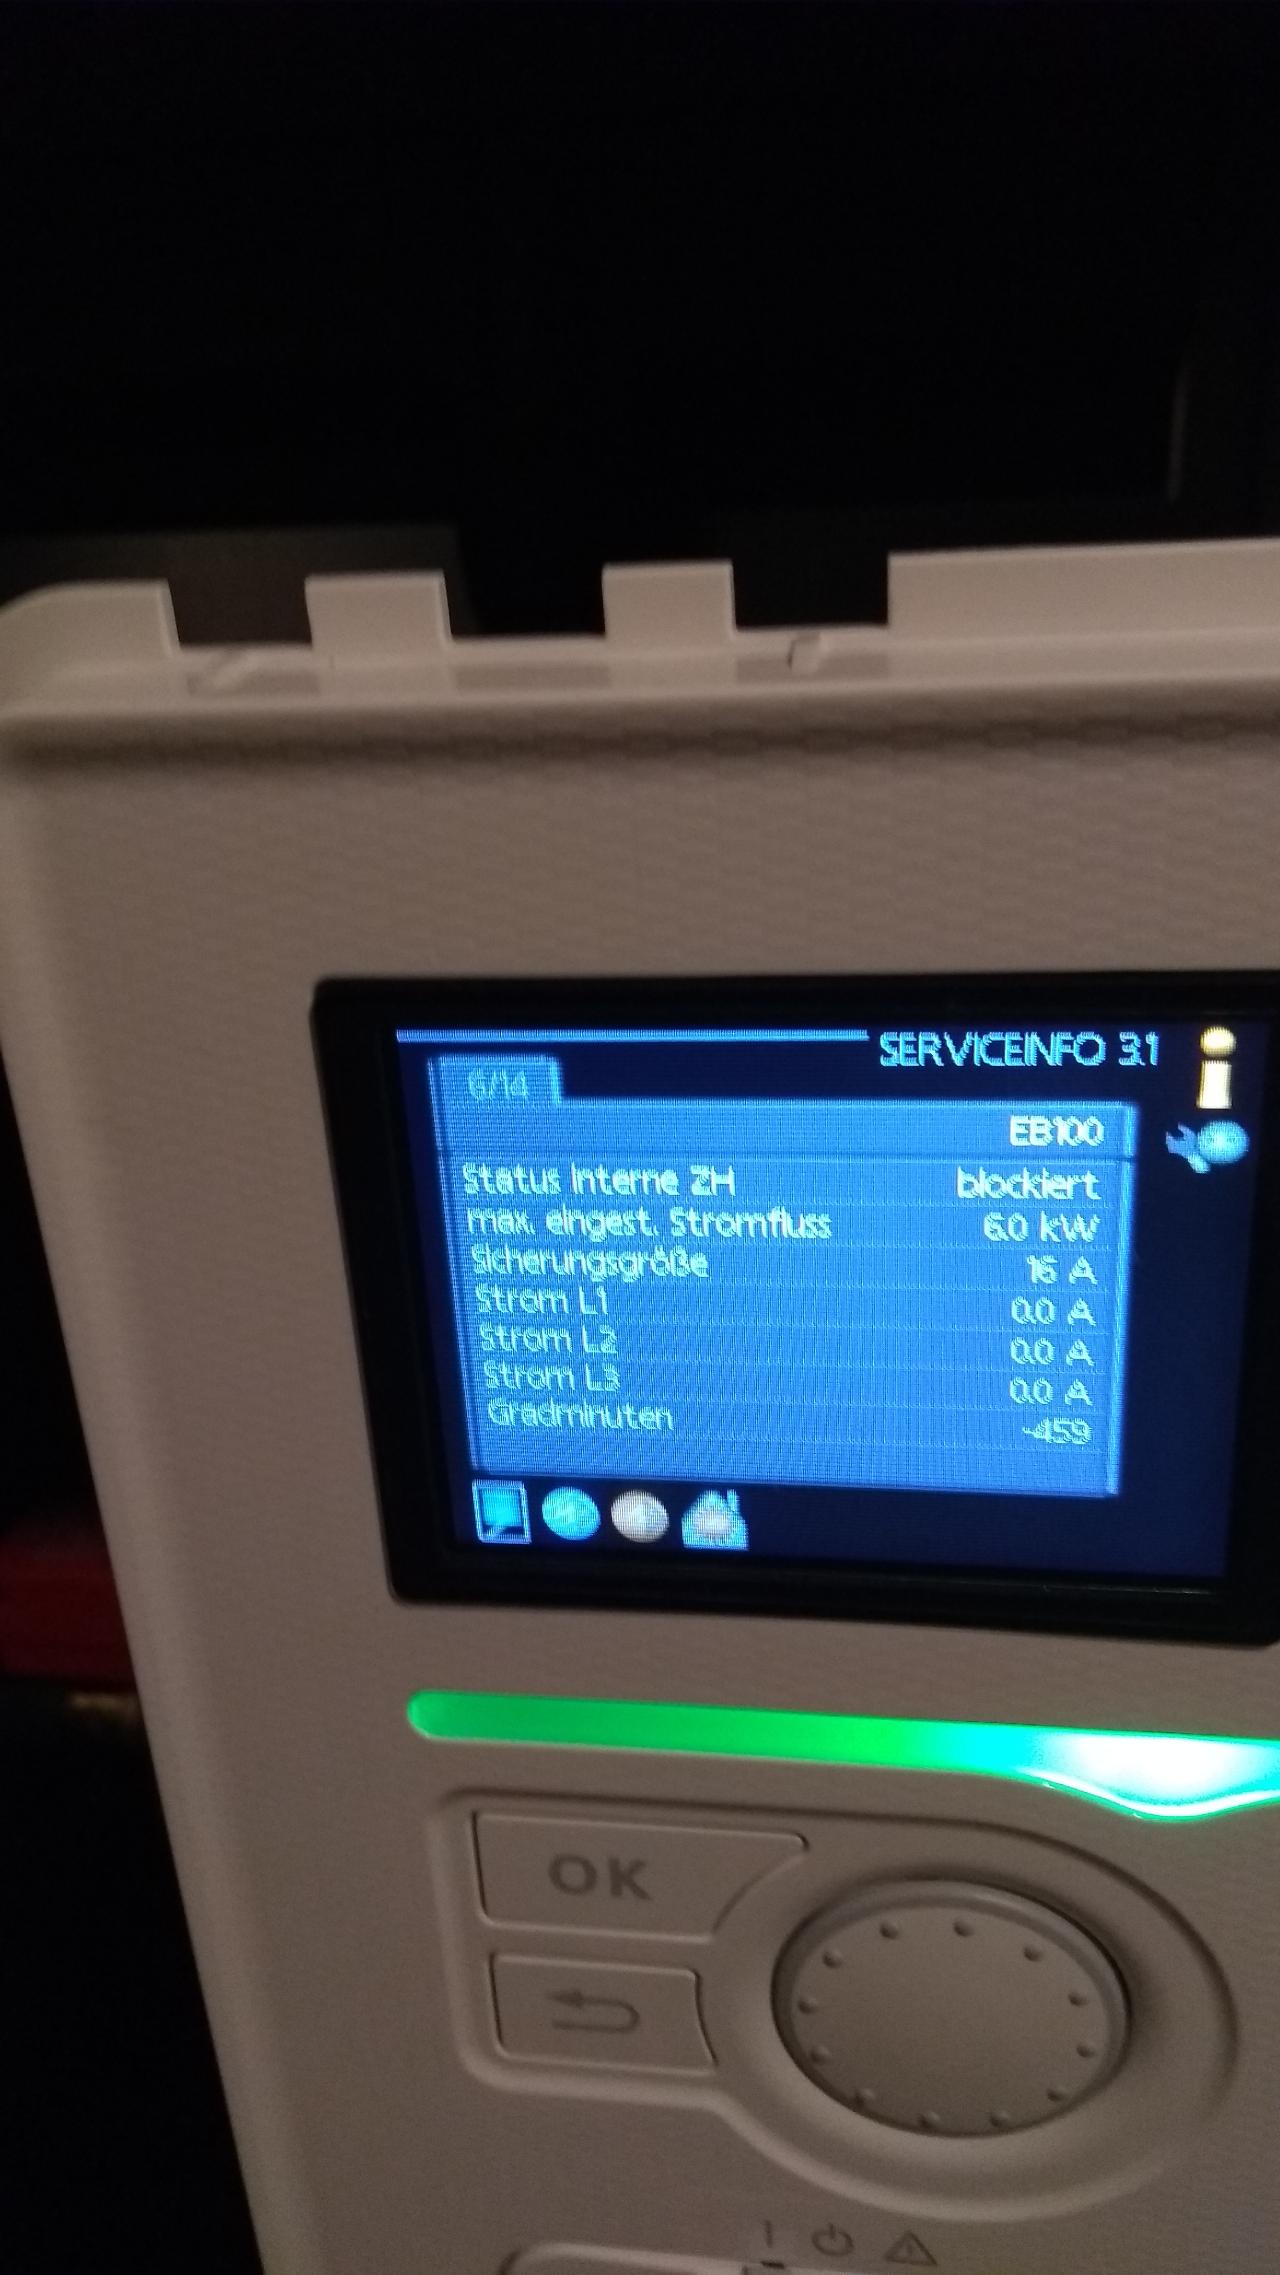 SERVICEINFO 3.1
6/14
EB100
Status interne ZH blockiert
max. eingest. Stromfluss 6.0 kW
Sicherungsgröße 16 A
Strom L1 0.0 A
Strom L2 0.0 A
Strom L3 0.0 A
Gradminuten -459
OK